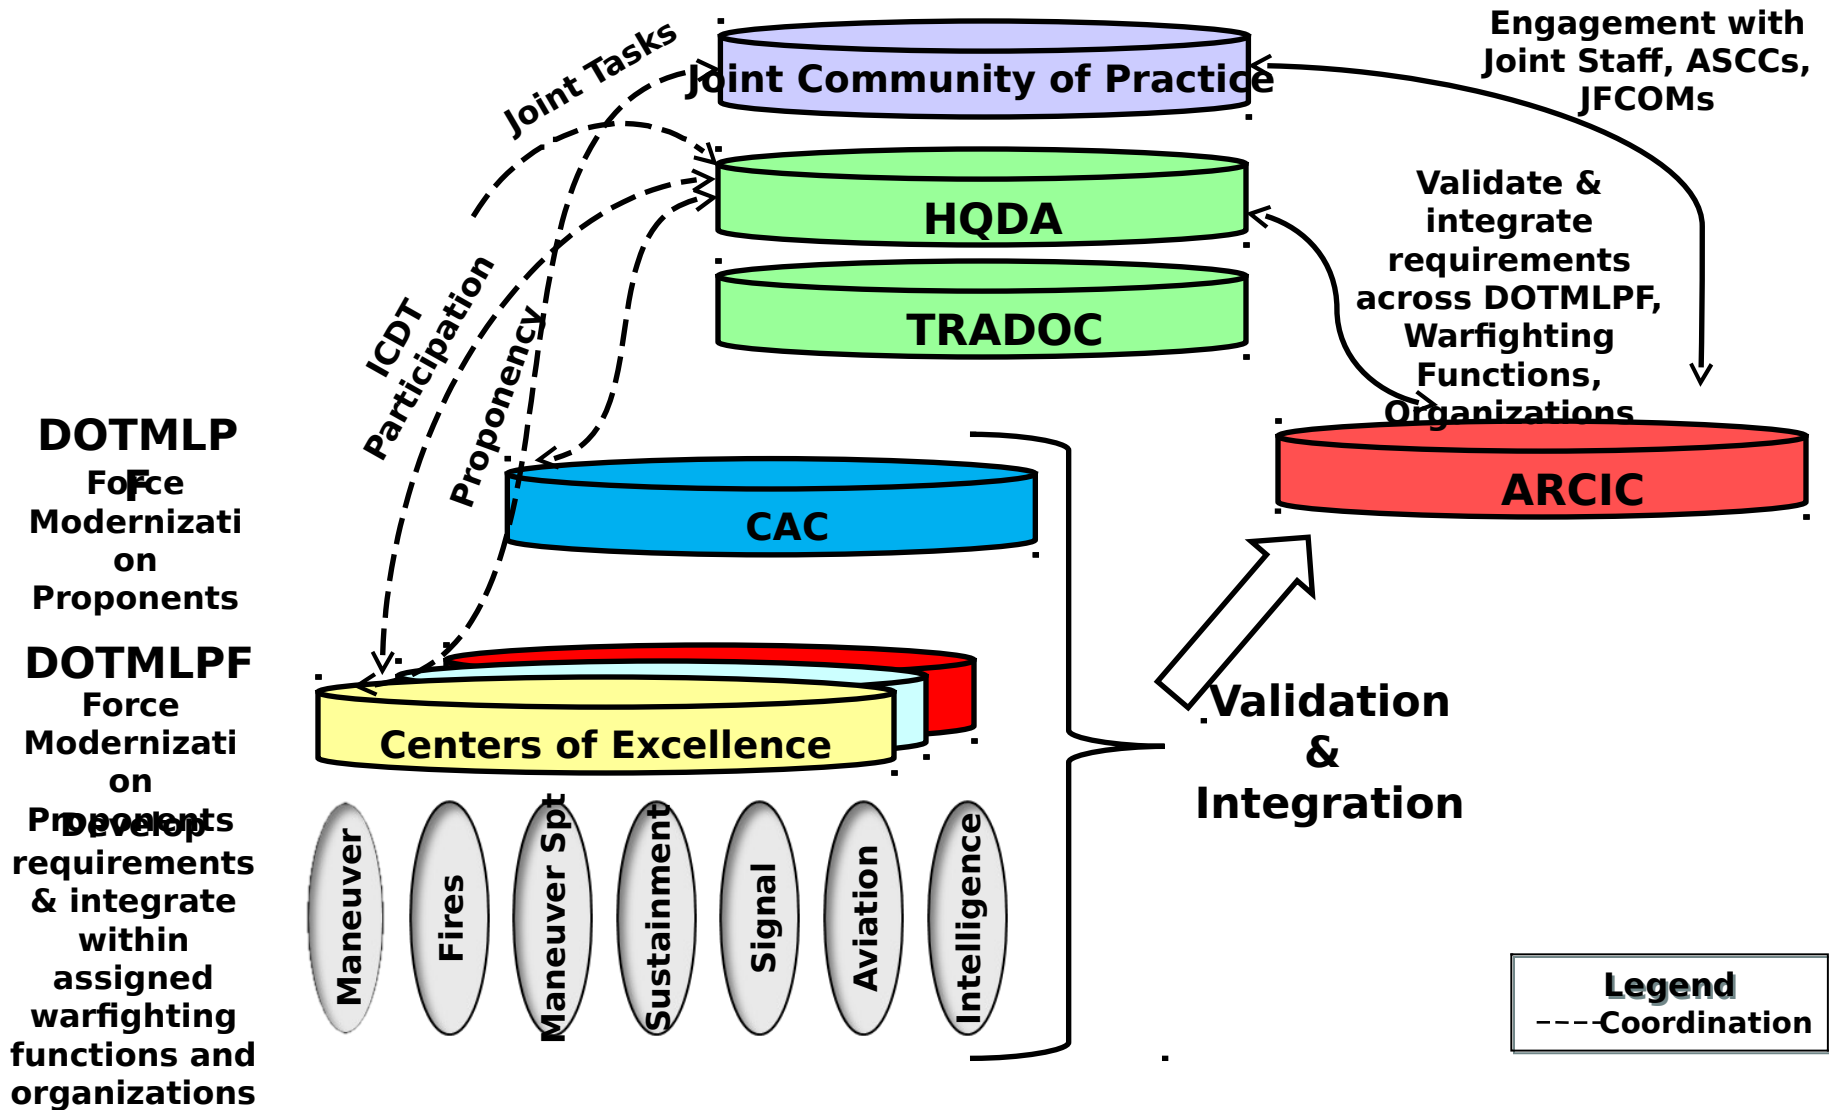 Joint Tasks
Joint Community of Practice
Engagement with
Joint Staff, ASCCs,
JFCOMs
HQDA
TRADOC
Validate &
integrate
requirements
across DOTMLPF,
Warfighting
Functions,
Organizations
ICDT
Participation
Proponency
DOTMLP
F
Force
Modernizati
on
Proponents
CAC
ARCIC
DOTMLPF
Force
Modernizati
on
Proponents
Centers of Excellence
Validation
&
Integration
Develop
requirements
& integrate
within
assigned
warfighting
functions and
organizations
Maneuver
Fires
Maneuver Spt
Sustainment
Signal
Aviation
Intelligence
Legend
Coordination